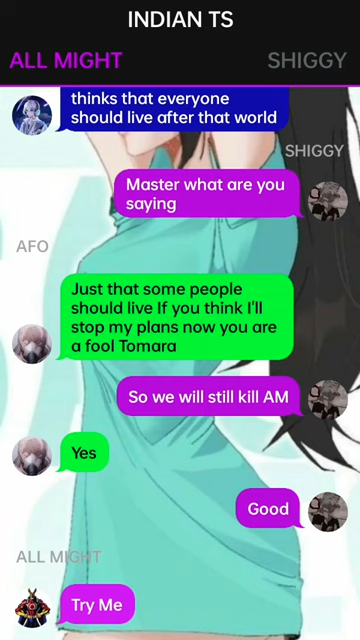 INDIAN TS
ALL MIGHT
SHIGGY
thinks that everyone
should live after that world
SHIGGY
Master what are you
saying
AFO
Just that some people
should live If you think I'll
stop my plans now you are
a fool Tomara
So we will still kill AM
Yes
Good
ALL MIGHT
Try Me